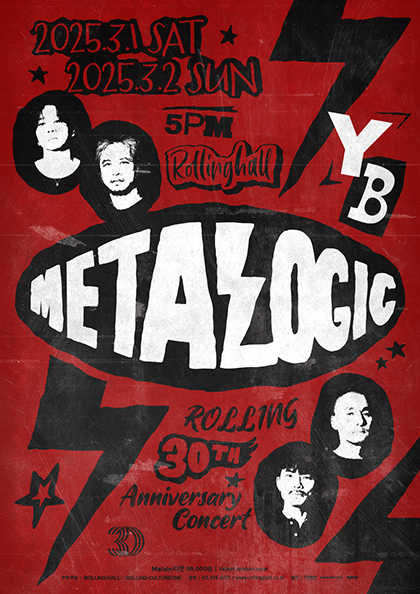 2025.3.1 SAT
2025.3.2 SUN
5PM
Rollinghall
YB
METALOGIC
ROLLING
30TH
Anniversary
Concert
30